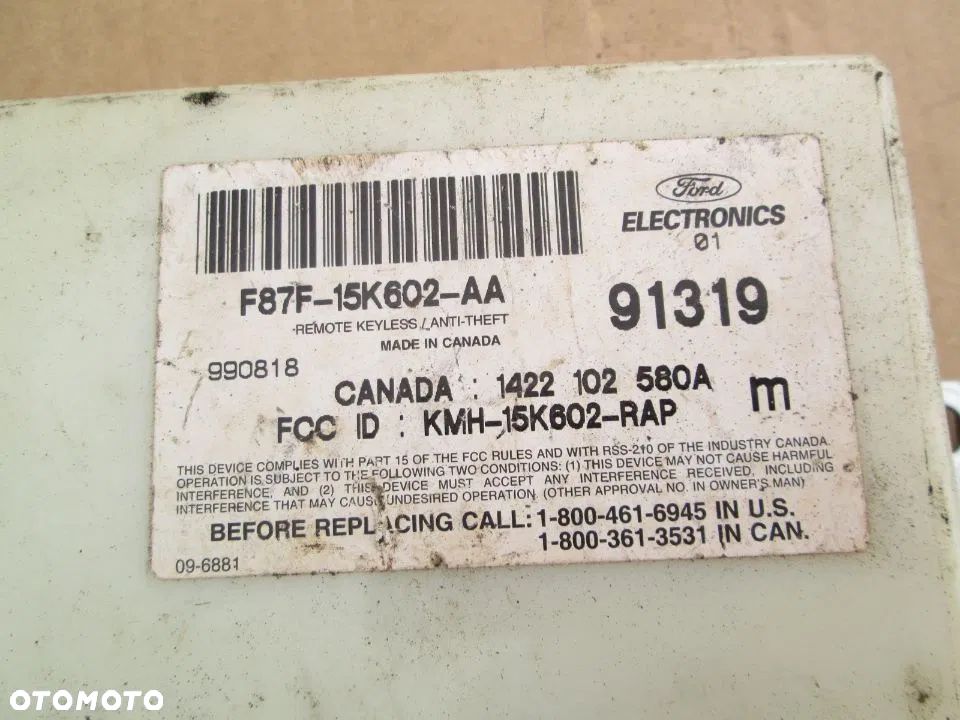 Ford
ELECTRONICS
01
F87F-15K602-AA
91319
REMOTE KEYLESS / ANTI-THEFT
MADE IN CANADA
990818
CANADA : 1422 102 580A
m
FCC ID : KMH-15K602-RAP
THIS DEVICE COMPLIES WITH PART 15 OF THE FCC RULES AND WITH RSS-210 OF THE INDUSTRY CANADA.
OPERATION IS SUBJECT TO THE FOLLOWING TWO CONDITIONS: (1) THIS DEVICE MAY NOT CAUSE HARMFUL
INTERFERENCE, AND (2) THIS DEVICE MUST ACCEPT ANY INTERFERENCE RECEIVED, INCLUDING
INTERFERENCE THAT MAY CAUSE UNDESIRED OPERATION. (OTHER APPROVAL NO. IN OWNER'S MAN)
BEFORE REPLACING CALL: 1-800-461-6945 IN U.S.
1-800-361-3531 IN CAN.
09-6881
OTOMOTO